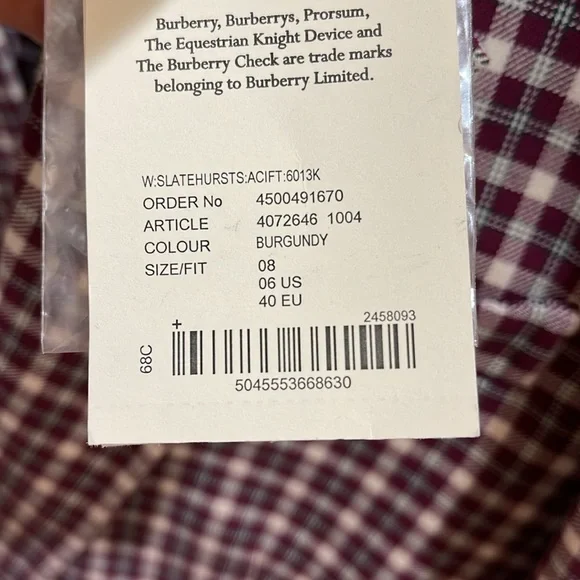 Burberry, Burberrys, Prorsum,
The Equestrian Knight Device and
The Burberry Check are trade marks
belonging to Burberry Limited.
W:SLATEHURSTS:ACIFT:6013K
ORDER No 4500491670
ARTICLE 4072646 1004
COLOUR BURGUNDY
SIZE/FIT 08
06 US
40 EU
+
2458093
68C
5045553668630